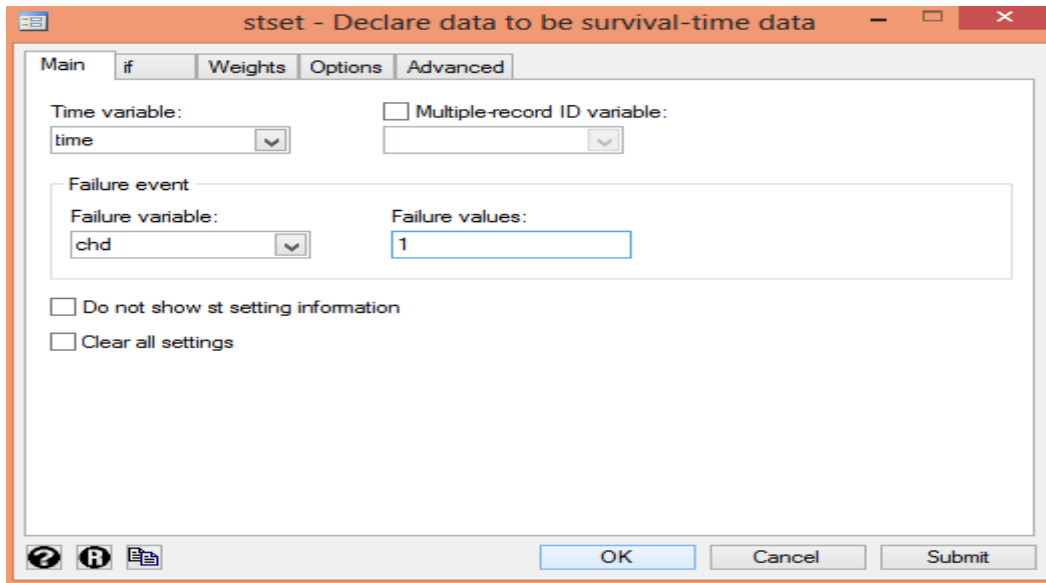 stset - Declare data to be survival-time data
Main if Weights Options Advanced
Time variable: Multiple-record ID variable:
time
Failure event
Failure variable: Failure values:
chd 1
Do not show st setting information
Clear all settings
? R OK Cancel Submit